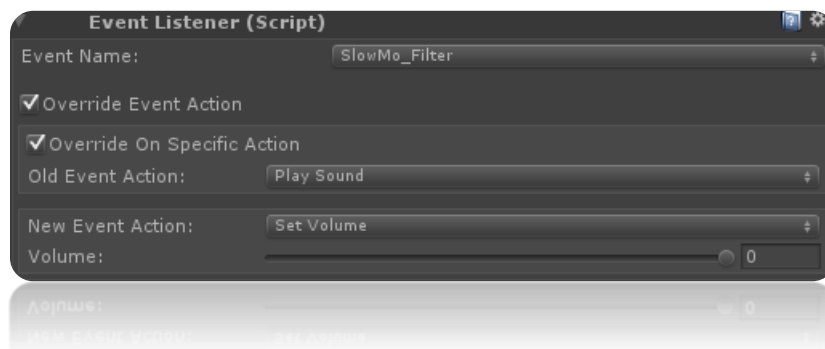 Event Listener (Script)
Event Name: SlowMo_Filter
Override Event Action
Override On Specific Action
Old Event Action: Play Sound
New Event Action: Set Volume
Volume: 0